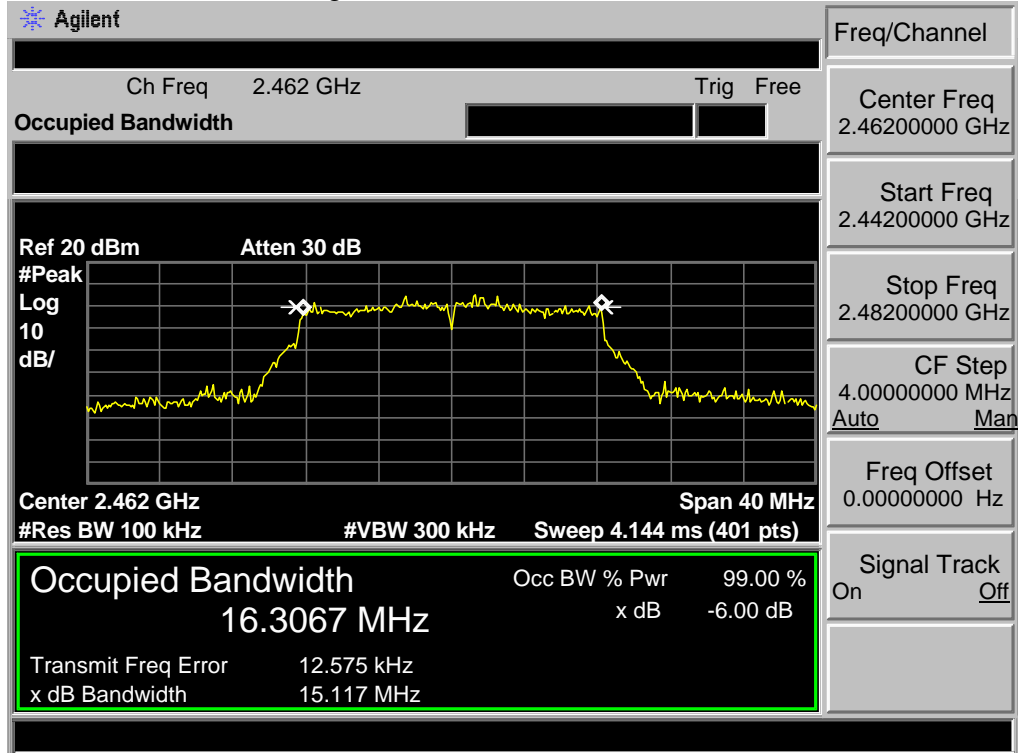 Agilent
Freq/Channel
Ch Freq 2.462 GHz Trig Free
Occupied Bandwidth
Center Freq
2.46200000 GHz
Start Freq
2.44200000 GHz
Stop Freq
2.48200000 GHz
CF Step
4.00000000 MHz
Auto Man
Freq Offset
0.00000000 Hz
Signal Track
On Off
Ref 20 dBm Atten 30 dB
#Peak
Log
10
dB/
Center 2.462 GHz Span 40 MHz
#Res BW 100 kHz #VBW 300 kHz Sweep 4.144 ms (401 pts)
Occupied Bandwidth Occ BW % Pwr 99.00 %
16.3067 MHz x dB -6.00 dB
Transmit Freq Error 12.575 kHz
x dB Bandwidth 15.117 MHz